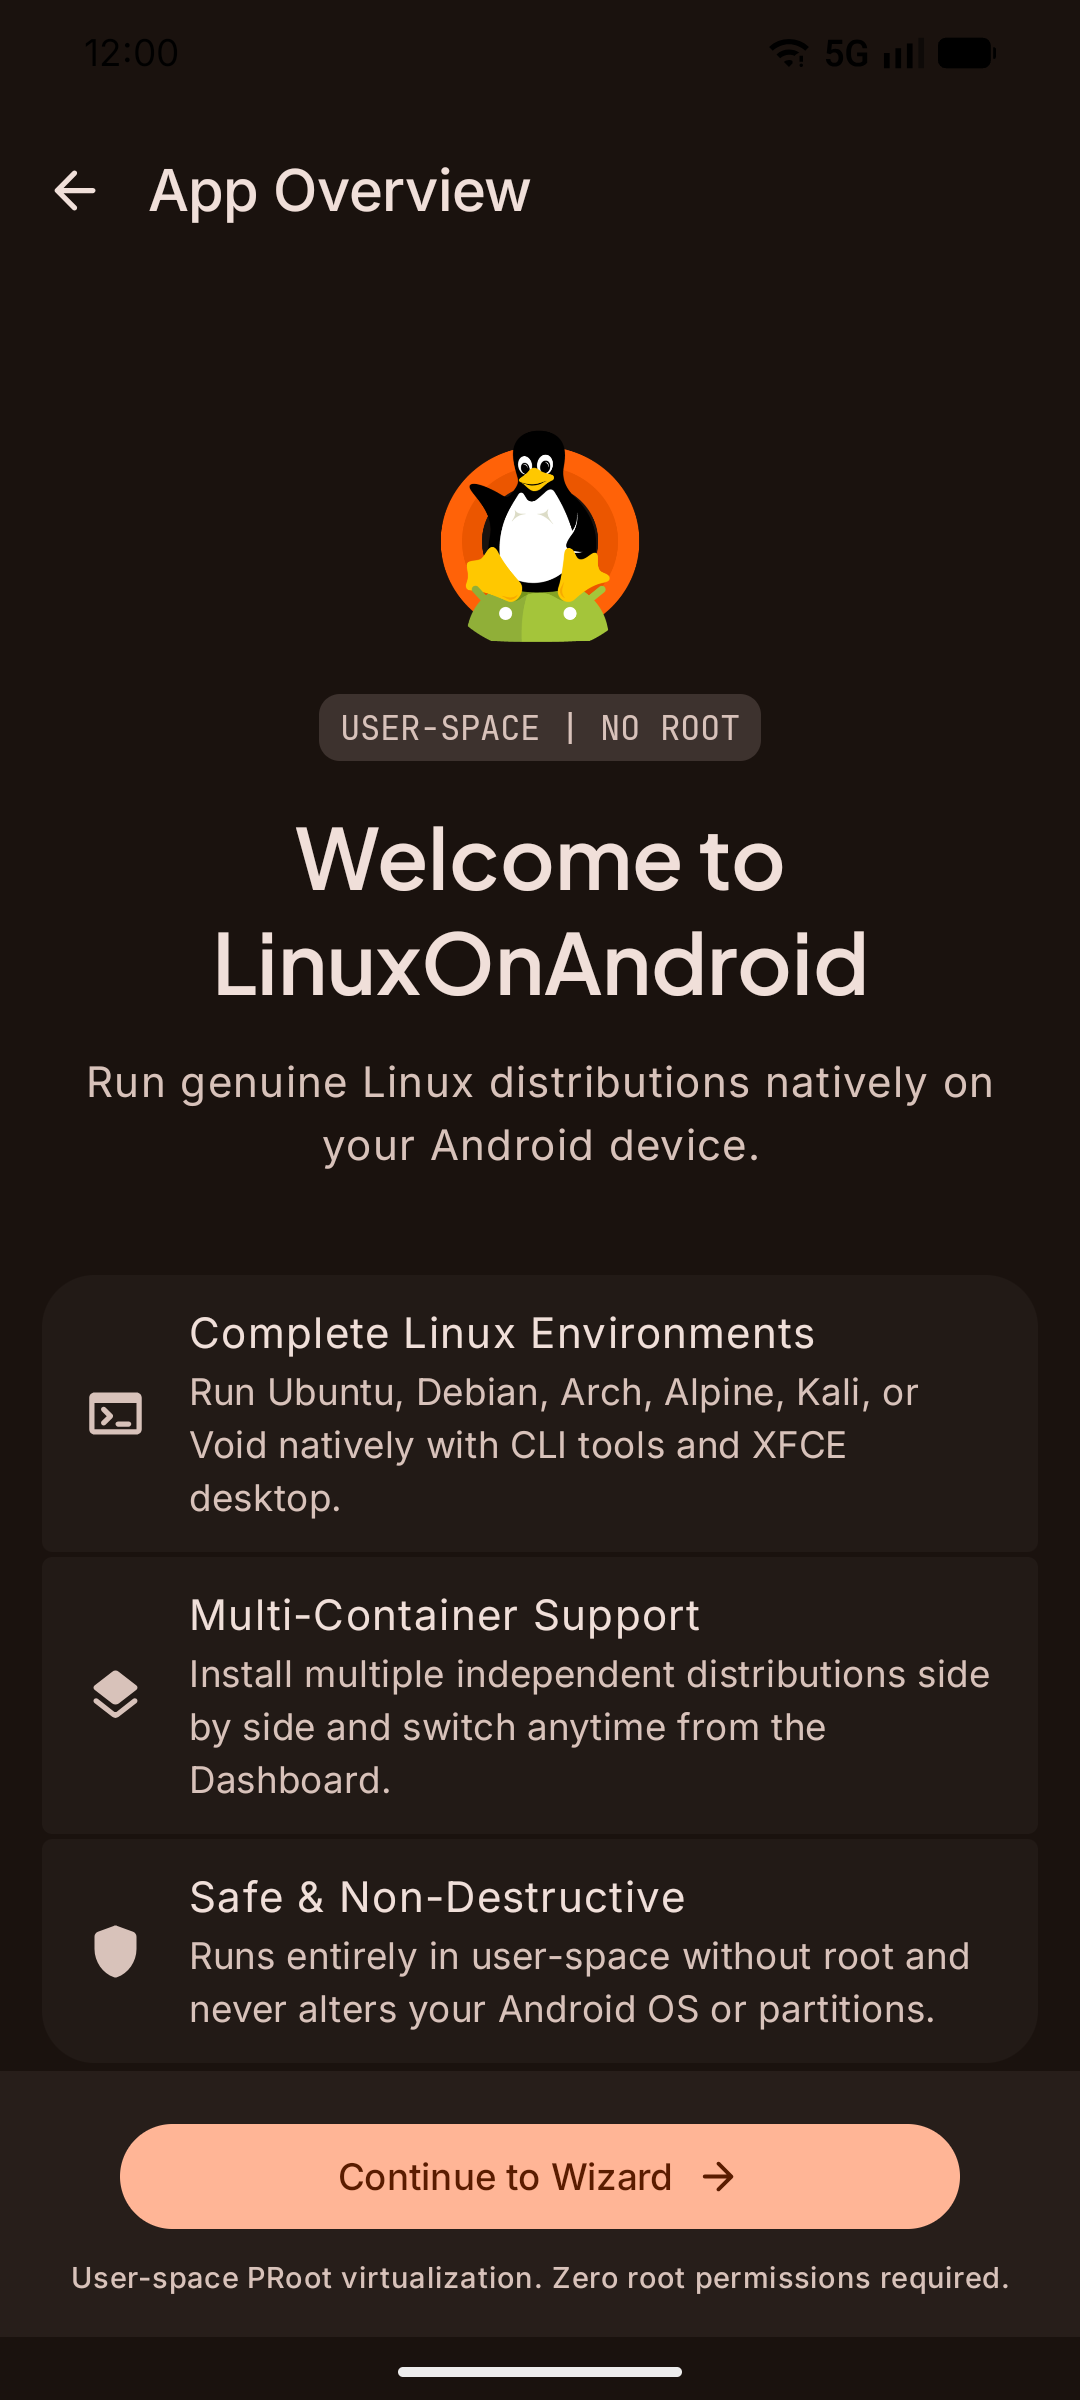 12:00
5G
App Overview
USER-SPACE | NO ROOT
Welcome to
LinuxOnAndroid
Run genuine Linux distributions natively on
your Android device.
Complete Linux Environments
Run Ubuntu, Debian, Arch, Alpine, Kali, or
Void natively with CLI tools and XFCE
desktop.
Multi-Container Support
Install multiple independent distributions side
by side and switch anytime from the
Dashboard.
Safe & Non-Destructive
Runs entirely in user-space without root and
never alters your Android OS or partitions.
Continue to Wizard
User-space PRoot virtualization. Zero root permissions required.